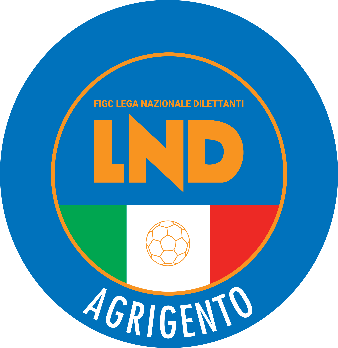 FIGC LEGA NAZIONALE DILETTANTI
LND
AGRIGENTO